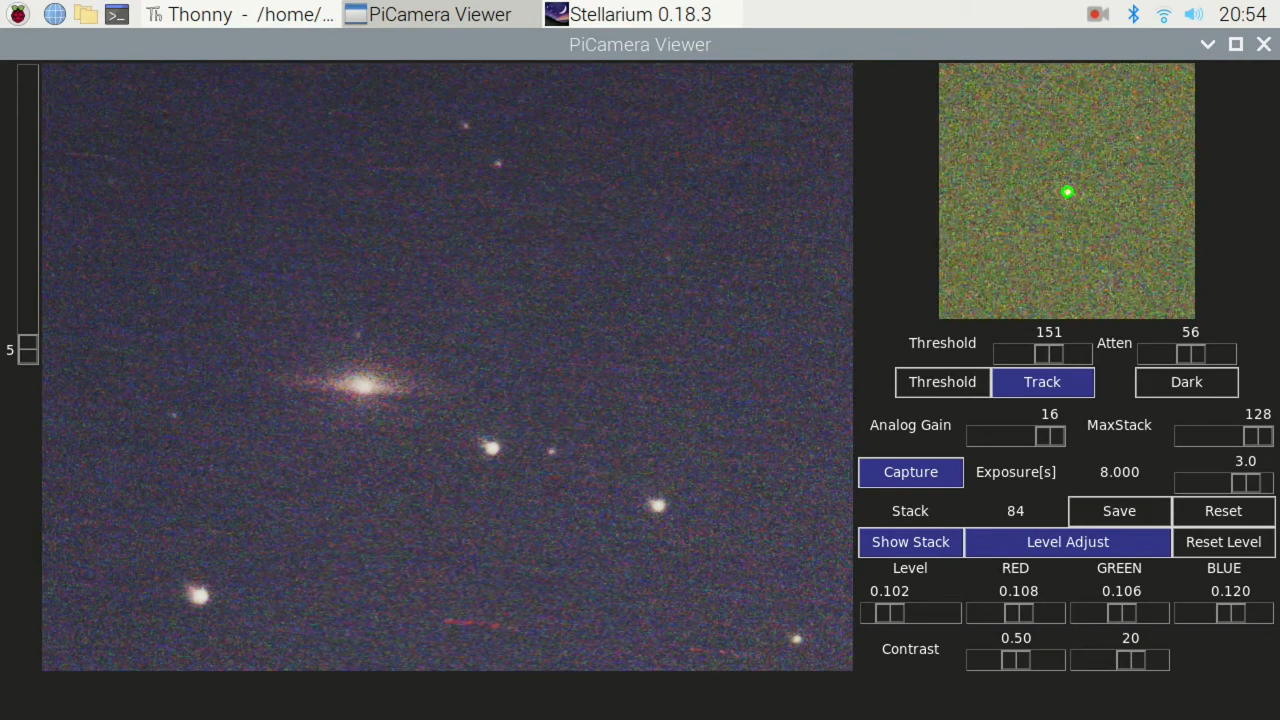 Thonny - /home/... PiCamera Viewer Stellarium 0.18.3 20:54
PiCamera Viewer
5
151 56
Threshold Atten
Threshold Track Dark
16 128
Analog Gain MaxStack
3.0
Capture Exposure[s] 8.000
Stack 84 Save Reset
Show Stack Level Adjust Reset Level
Level RED GREEN BLUE
0.102 0.108 0.106 0.120
0.50 20
Contrast